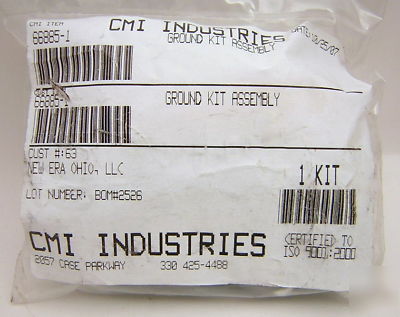 CMI ITEM
66885-1
CMI INDUSTRIES
GROUND KIT ASSEMBLY
66885-1
GROUND KIT ASSEMBLY
CUST #:63
NEW ERA OHIO, LLC
1 KIT
LOT NUMBER: BOM#2526
CMI INDUSTRIES
2057 CASE PARKWAY 330 425-4488
CERTIFIED TO
ISO 9001:2000